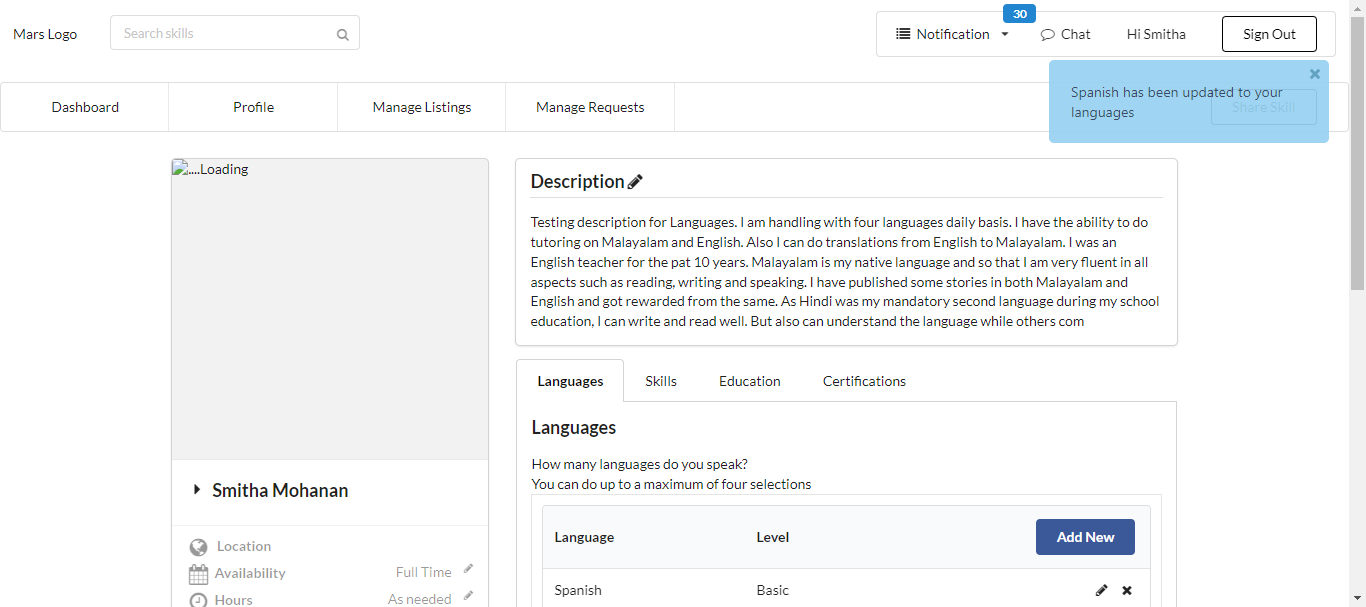 30
Mars Logo
Search skills
Notification
Chat
Hi Smitha
Sign Out
Spanish has been updated to your
languages
Dashboard
Profile
Manage Listings
Manage Requests
Share Skill
....Loading
Description
Testing description for Languages. I am handling with four languages daily basis. I have the ability to do
tutoring on Malayalam and English. Also I can do translations from English to Malayalam. I was an
English teacher for the pat 10 years. Malayalam is my native language and so that I am very fluent in all
aspects such as reading, writing and speaking. I have published some stories in both Malayalam and
English and got rewarded from the same. As Hindi was my mandatory second language during my school
education, I can write and read well. But also can understand the language while others com
Languages
Skills
Education
Certifications
Languages
How many languages do you speak?
You can do up to a maximum of four selections
Language
Level
Add New
Spanish
Basic
Smitha Mohanan
Location
Availability
Full Time
Hours
As needed